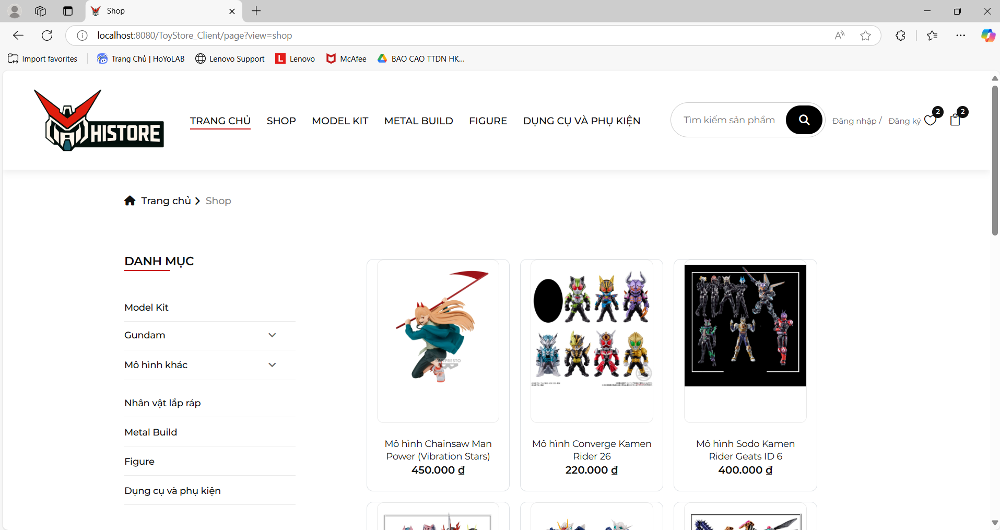 Shop
localhost:8080/ToyStore_Client/page?view=shop
Import favorites
Trang Chủ | HoYoLAB
Lenovo Support
L Lenovo
McAfee
BAO CAO TTDN HK...
HISTORE
TRANG CHỦ
SHOP
MODEL KIT
METAL BUILD
FIGURE
DỤNG CỤ VÀ PHỤ KIỆN
Tìm kiếm sản phẩm
Đăng nhập / Đăng ký
2
2
Trang chủ
Shop
DANH MỤC
Model Kit
Gundam
Mô hình khác
Nhân vật lắp ráp
Metal Build
Figure
Dụng cụ và phụ kiện
BANPRESTO
Mô hình Chainsaw Man
Power (Vibration Stars)
450.000 ₫
Mô hình Converge Kamen
Rider 26
220.000 ₫
Mô hình Sodo Kamen
Rider Geats ID 6
400.000 ₫